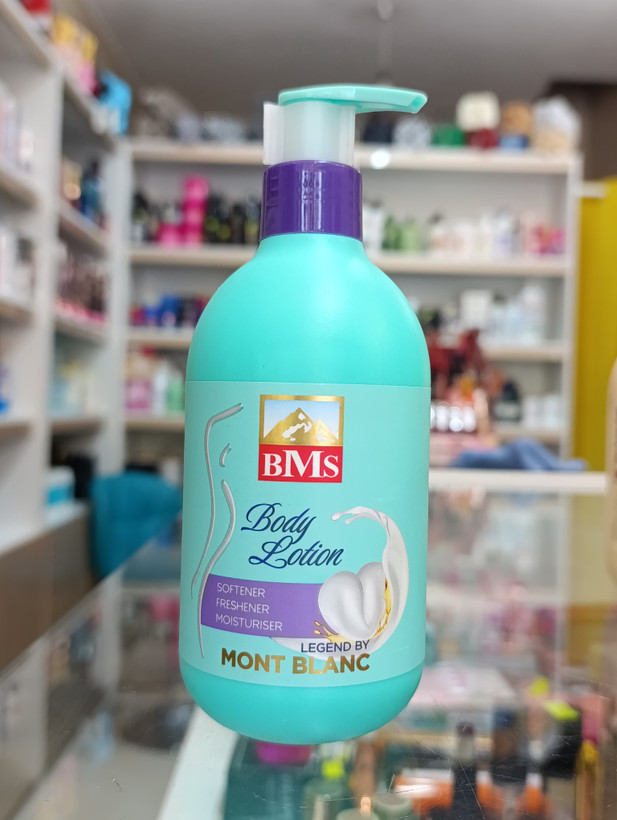 BMS
Body
Lotion
SOFTENER
FRESHENER
MOISTURISER
LEGEND BY
MONT BLANC